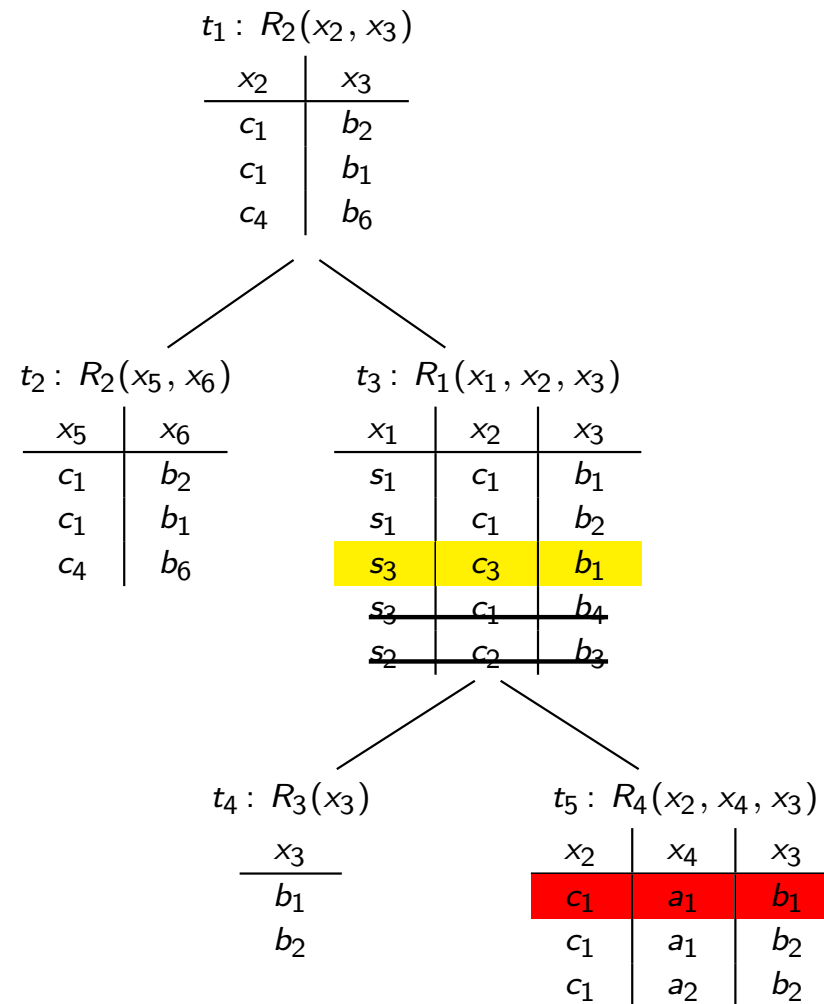 t₁ : R₂(x₂, x₃)
x₂ x₃
c₁ b₂
c₁ b₁
c₄ b₆
t₂ : R₂(x₅, x₆)
x₅ x₆
c₁ b₂
c₁ b₁
c₄ b₆
t₃ : R₁(x₁, x₂, x₃)
x₁ x₂ x₃
s₁ c₁ b₁
s₁ c₁ b₂
s₃ c₃ b₁
s₃ c₁ b₄
s₂ c₂ b₃
t₄ : R₃(x₃)
x₃
b₁
b₂
t₅ : R₄(x₂, x₄, x₃)
x₂ x₄ x₃
c₁ a₁ b₁
c₁ a₁ b₂
c₁ a₂ b₂